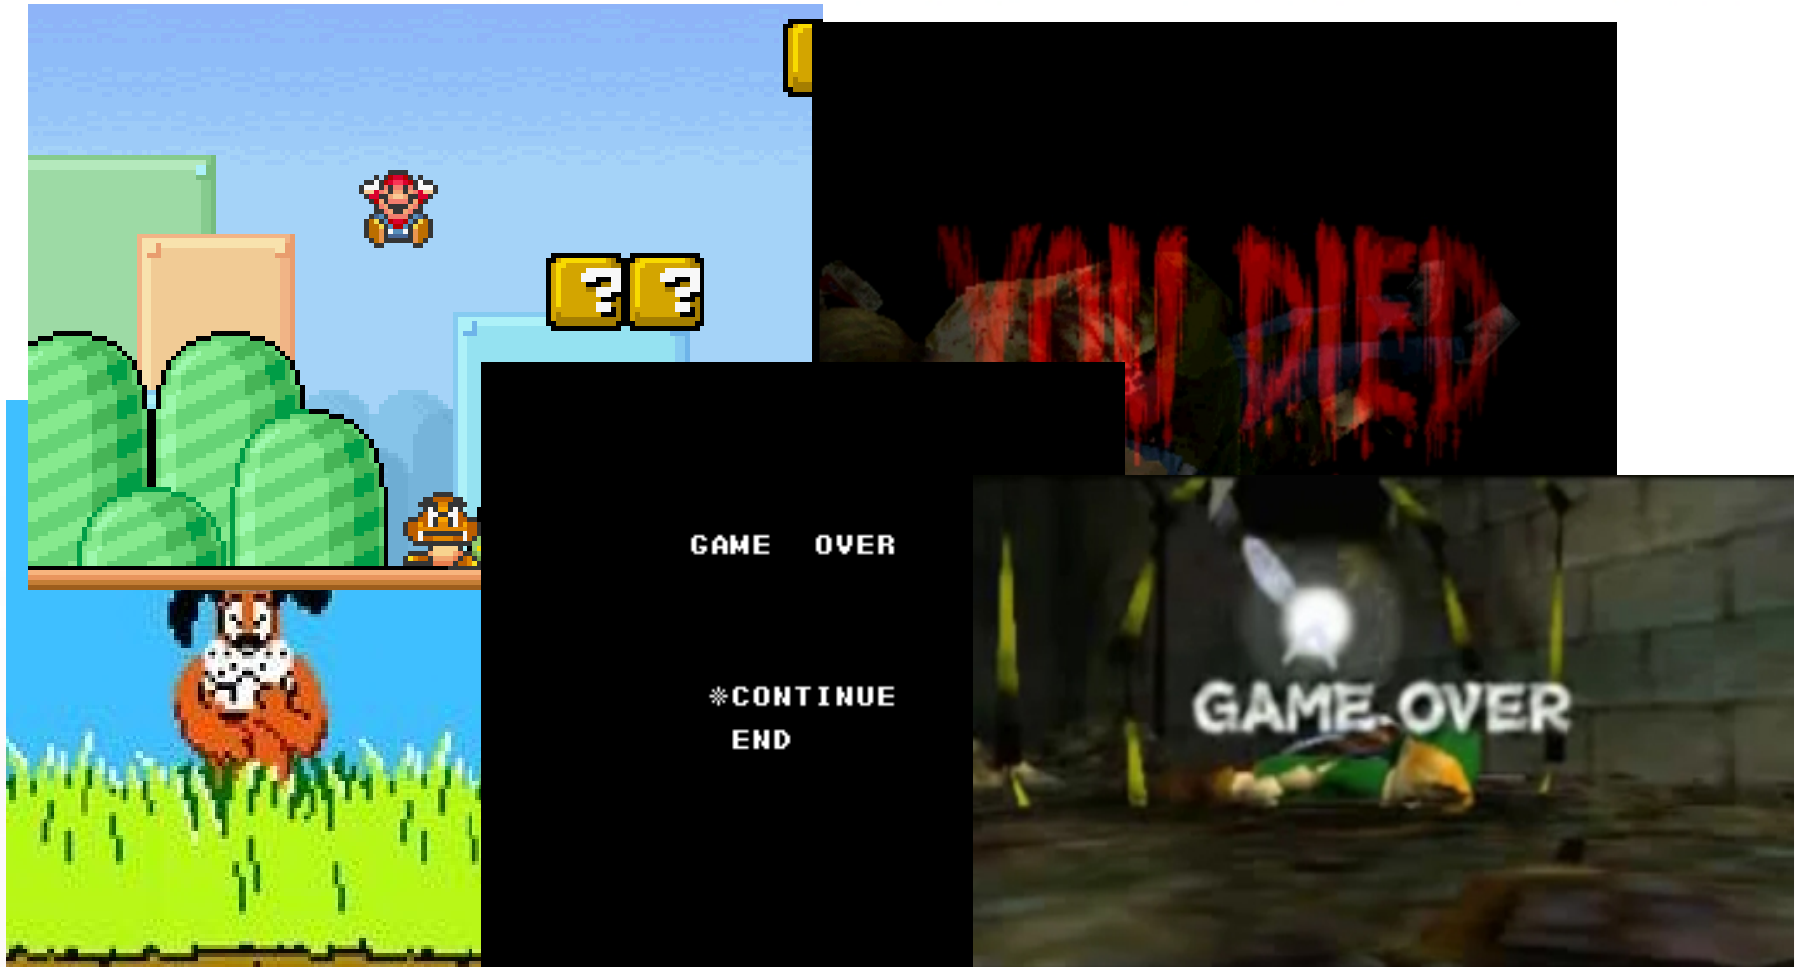 ? ?
YOU DIED
GAME OVER
※CONTINUE
END
GAME OVER